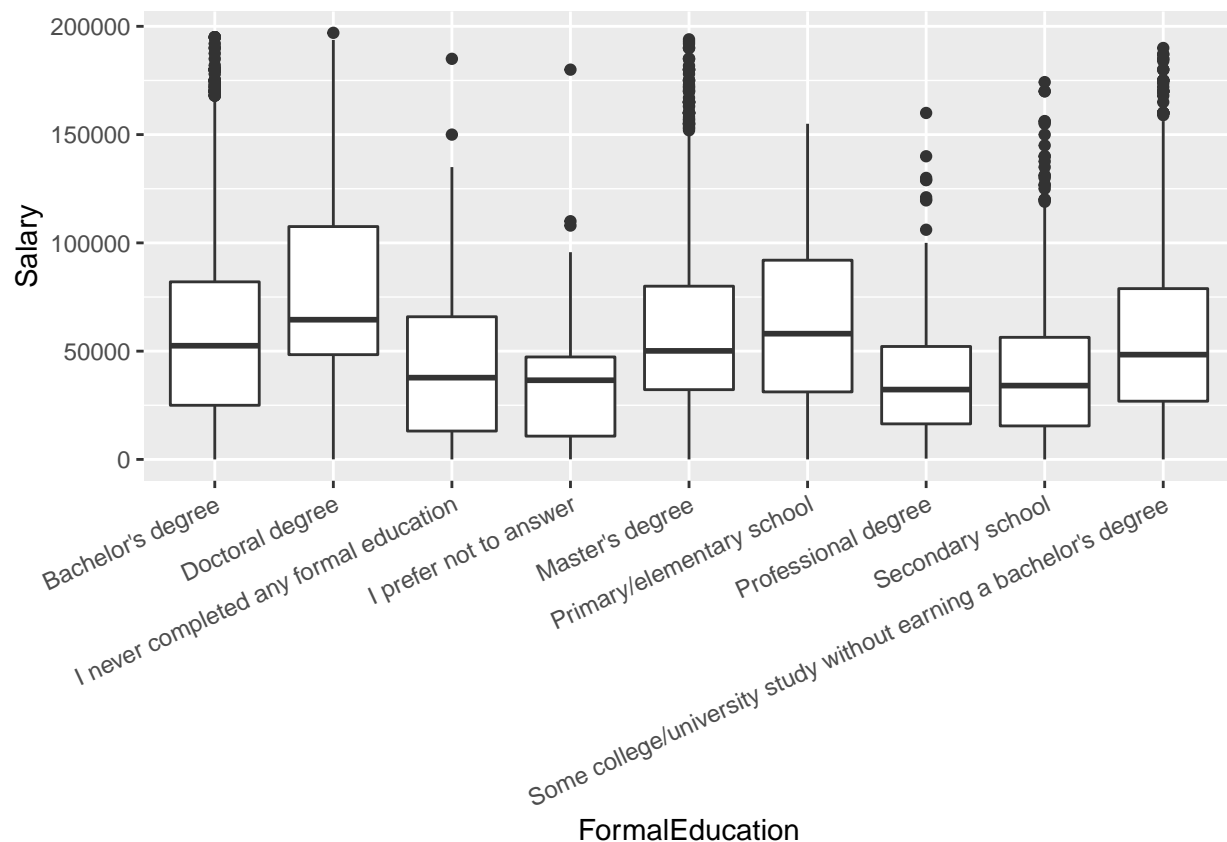 200000
150000
100000
50000
0
Salary
Bachelor's degree
Doctoral degree
I never completed any formal education
I prefer not to answer
Master's degree
Primary/elementary school
Professional degree
Secondary school
Some college/university study without earning a bachelor's degree
FormalEducation